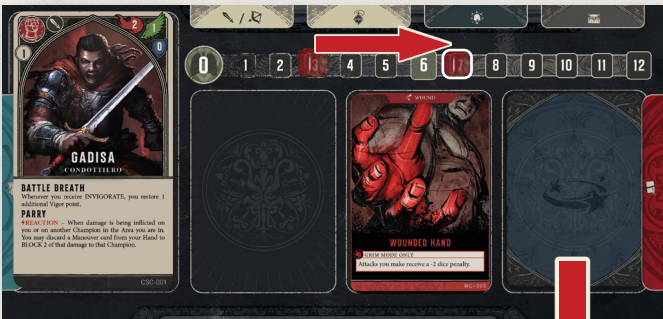 2
1
1
0
GADISA
CONDOTTIERO
BATTLE BREATH
Whenever you receive INVIGORATE, you restore 1
additional Vigor point.
PARRY
REACTION – When damage is being inflicted
you or on another Champion in the Area you are in.
You may discard a Maneuver card from your Hand to
BLOCK 2 of that damage to that Champion.
CSC-001
/
0 1 2 3 4 5 6 7 8 9 10 11 12
WOUND
WOUNDED HAND
GRIM MODE ONLY
Attacks you make receive a -2 dice penalty.